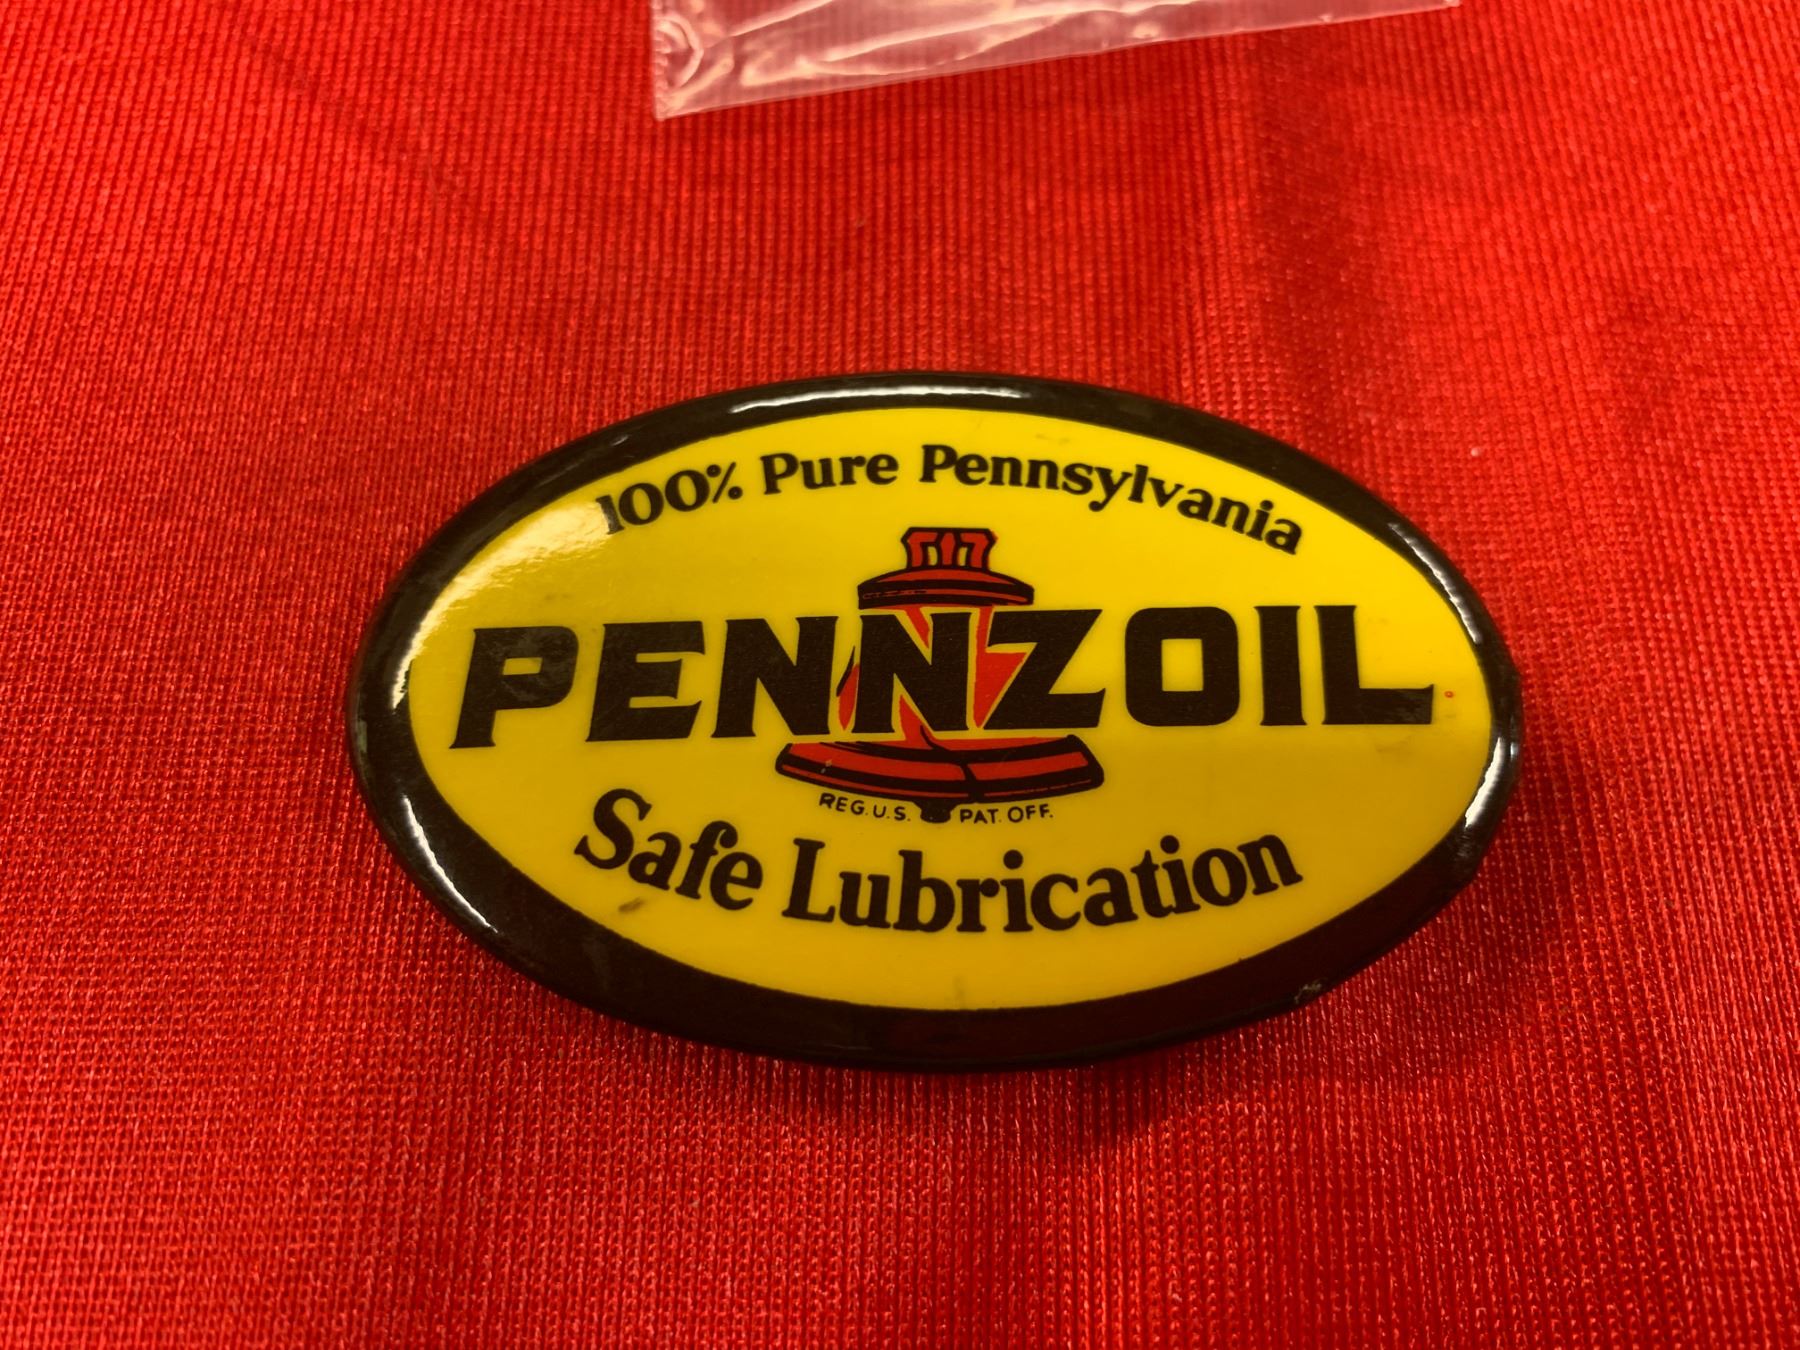 100% Pure Pennsylvania
PENNZOIL
REG. U.S. PAT. OFF.
Safe Lubrication